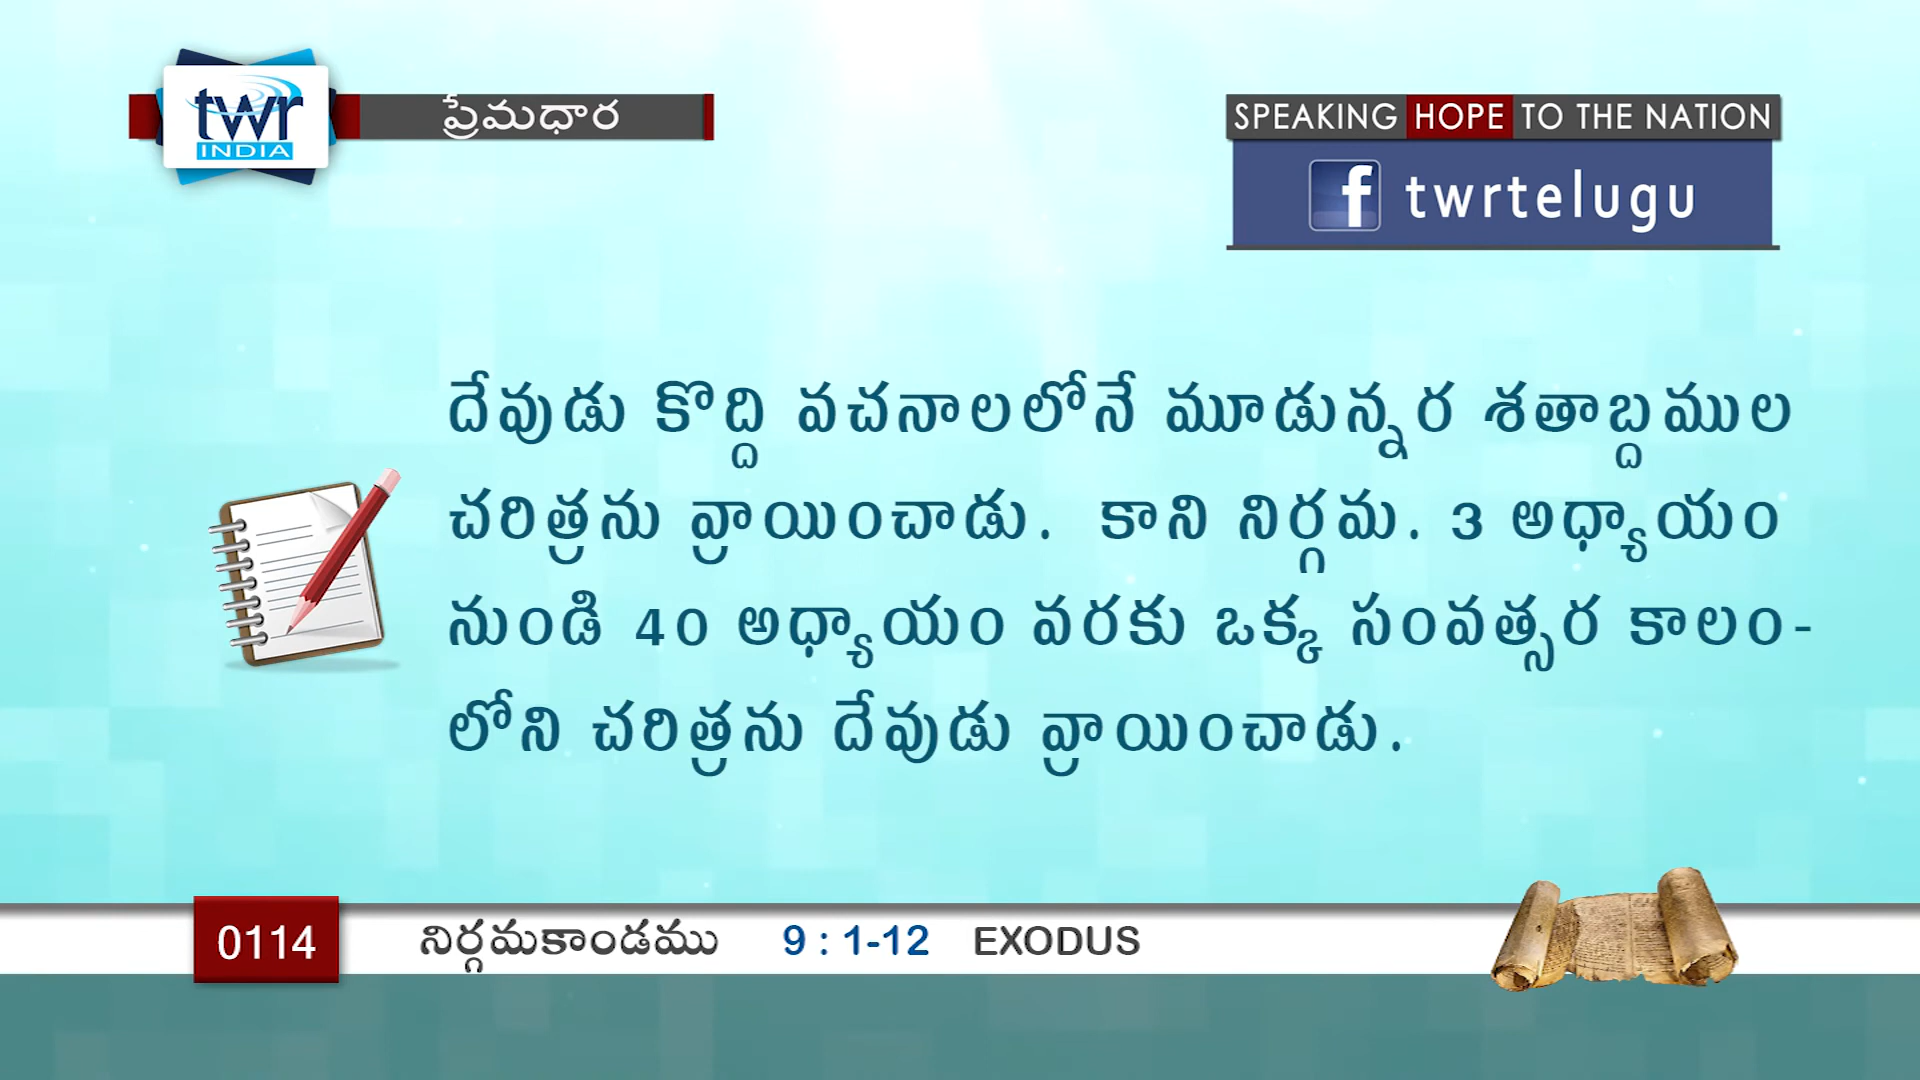 twr
INDIA
ప్రేమధార
SPEAKING HOPE TO THE NATION
f twrtelugu
దేవుడు కొద్ది వచనాలలోనే మూడున్నర శతాబ్దముల
చరిత్రను వ్రాయించాడు. కాని నిర్గమ. 3 అధ్యాయం
నుండి 40 అధ్యాయం వరకు ఒక్క సంవత్సర కాలం-
లోని చరిత్రను దేవుడు వ్రాయించాడు.
0114 నిర్గమకాండము 9 : 1-12 EXODUS